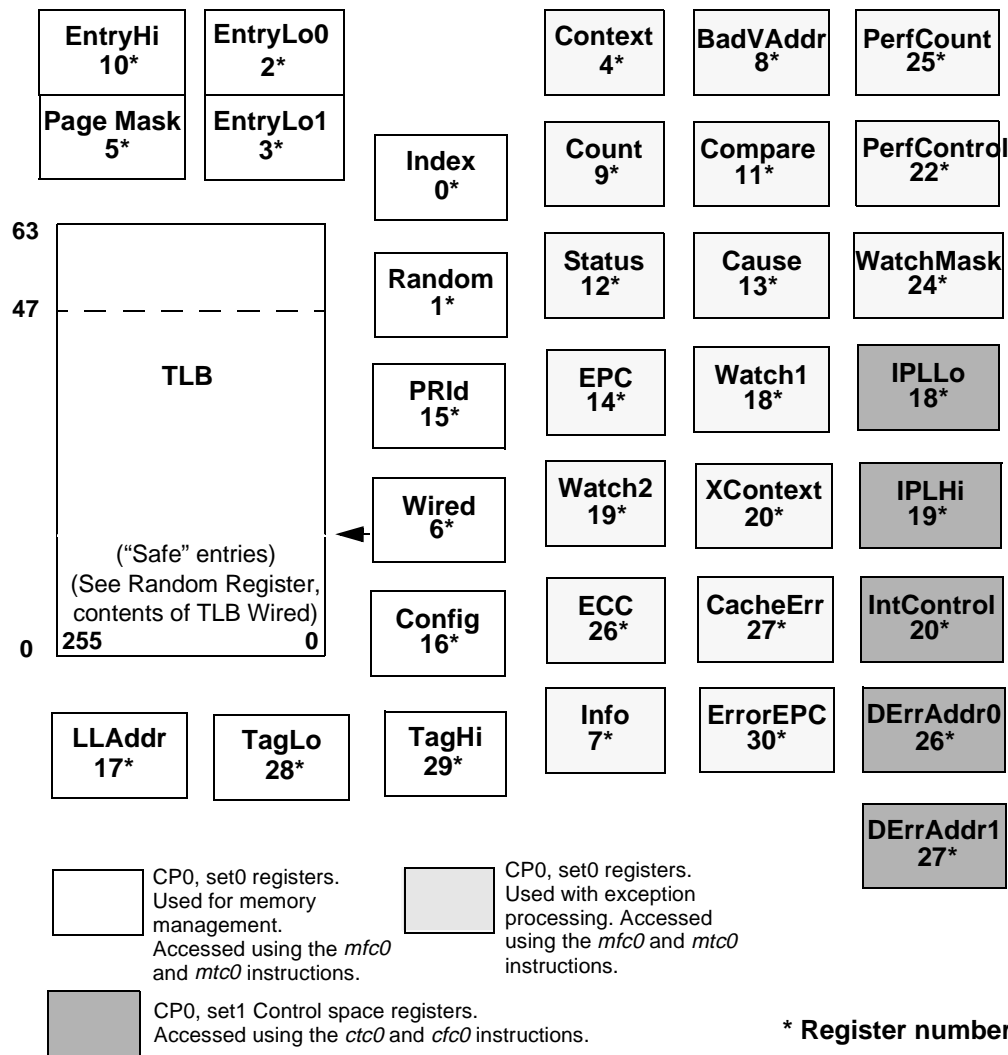 EntryHi
10*
EntryLo0
2*
Page Mask
5*
EntryLo1
3*
Context
4*
BadVAddr
8*
PerfCount
25*
Index
0*
Count
9*
Compare
11*
PerfControl
22*
63
47
TLB
(“Safe” entries)
(See Random Register,
contents of TLB Wired)
255
0
0
Random
1*
Status
12*
Cause
13*
WatchMask
24*
PRId
15*
EPC
14*
Watch1
18*
IPLLo
18*
Wired
6*
Watch2
19*
XContext
20*
IPLHi
19*
Config
16*
ECC
26*
CacheErr
27*
IntControl
20*
LLAddr
17*
TagLo
28*
TagHi
29*
Info
7*
ErrorEPC
30*
DErrAddr0
26*
DErrAddr1
27*
CP0, set0 registers.
Used for memory
management.
Accessed using the mfc0
and mtc0 instructions.
CP0, set0 registers.
Used with exception
processing. Accessed
using the mfc0 and mtc0
instructions.
CP0, set1 Control space registers.
Accessed using the ctc0 and cfc0 instructions.
* Register number